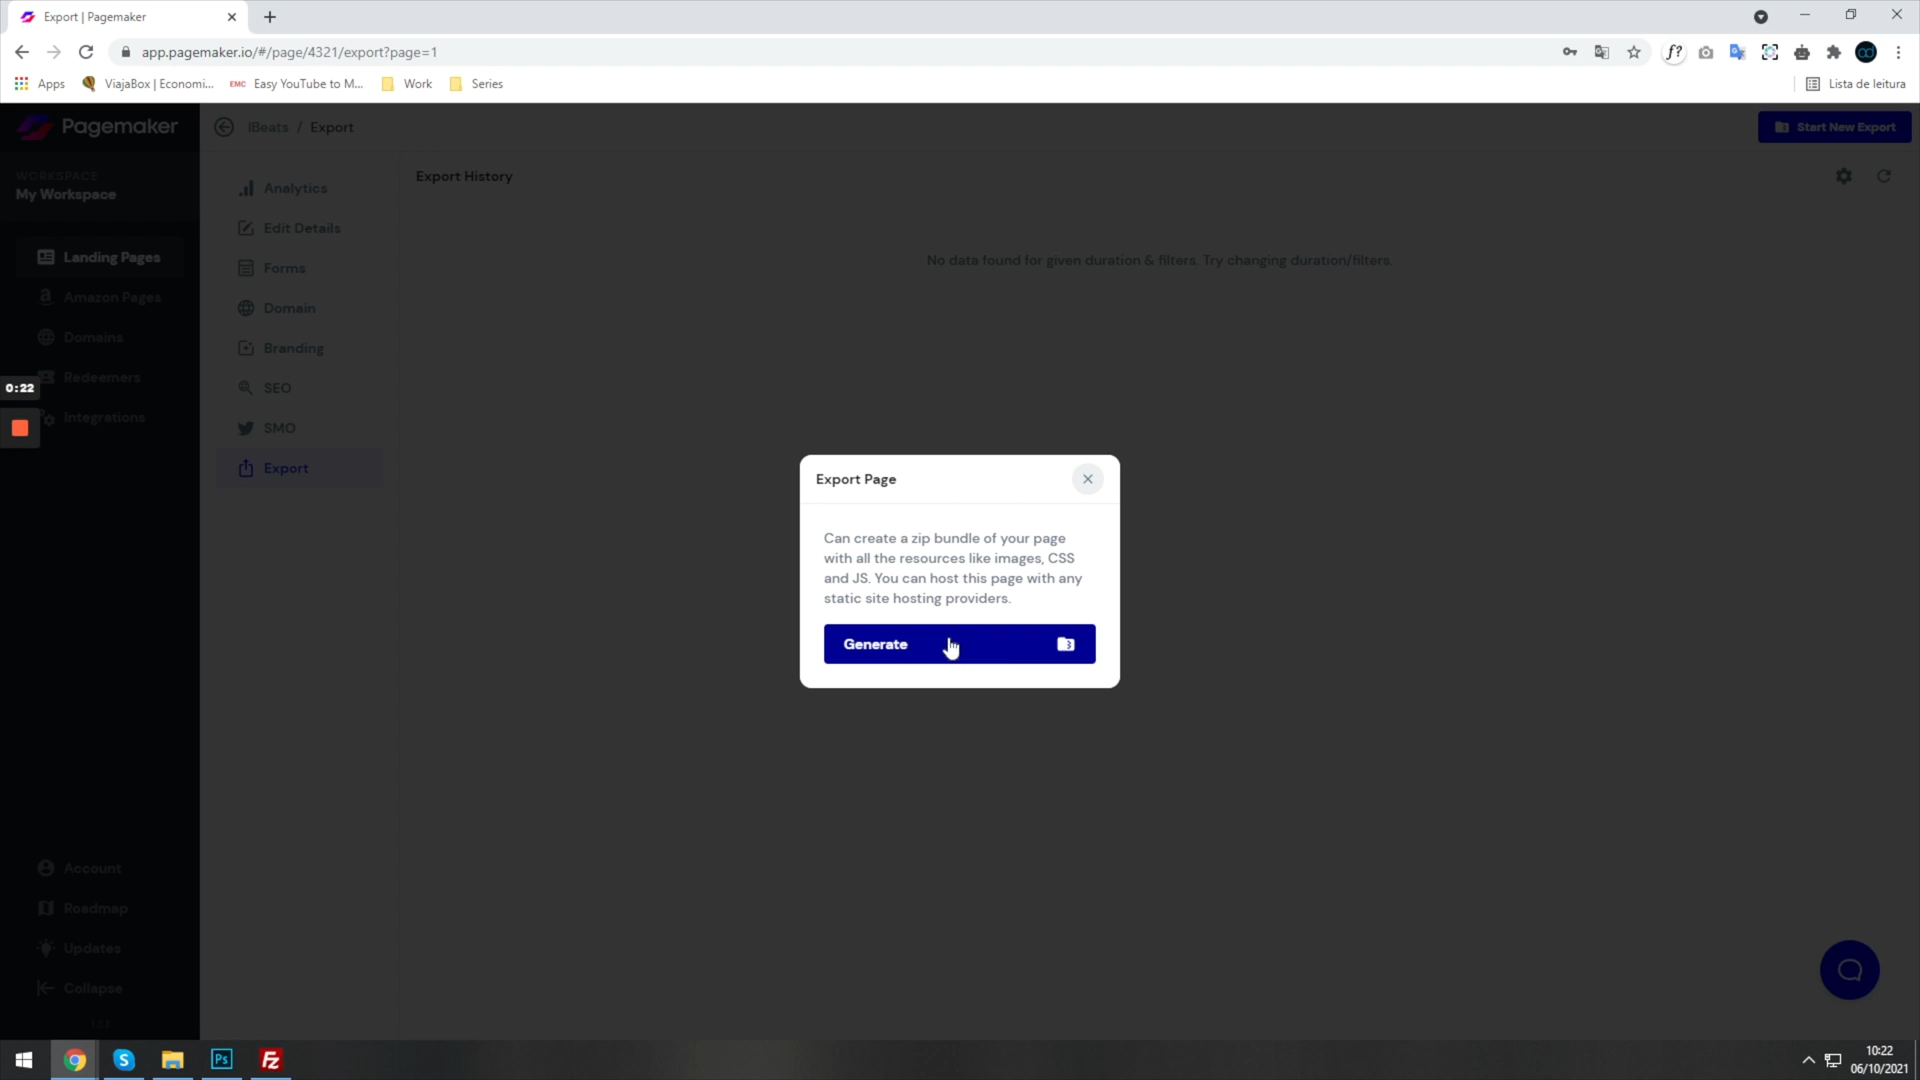 Export | Pagemaker
app.pagemaker.io/#/page/4321/export?page=1
f?
Apps
ViajaBox | Economi...
EMC Easy YouTube to M...
Work
Series
Lista de leitura
Pagemaker
IBeats / Export
Start New Export
WORKSPACE
My Workspace
Landing Pages
Amazon Pages
Domains
Redeemers
Integrations
0:22
Analytics
Edit Details
Forms
Domain
Branding
SEO
SMO
Export
Export History
No data found for given duration & filters. Try changing duration/filters.
Export Page
Can create a zip bundle of your page
with all the resources like images, CSS
and JS. You can host this page with any
static site hosting providers.
Generate
Account
Roadmap
Updates
Collapse
Ps
Fz
10:22
06/10/2021